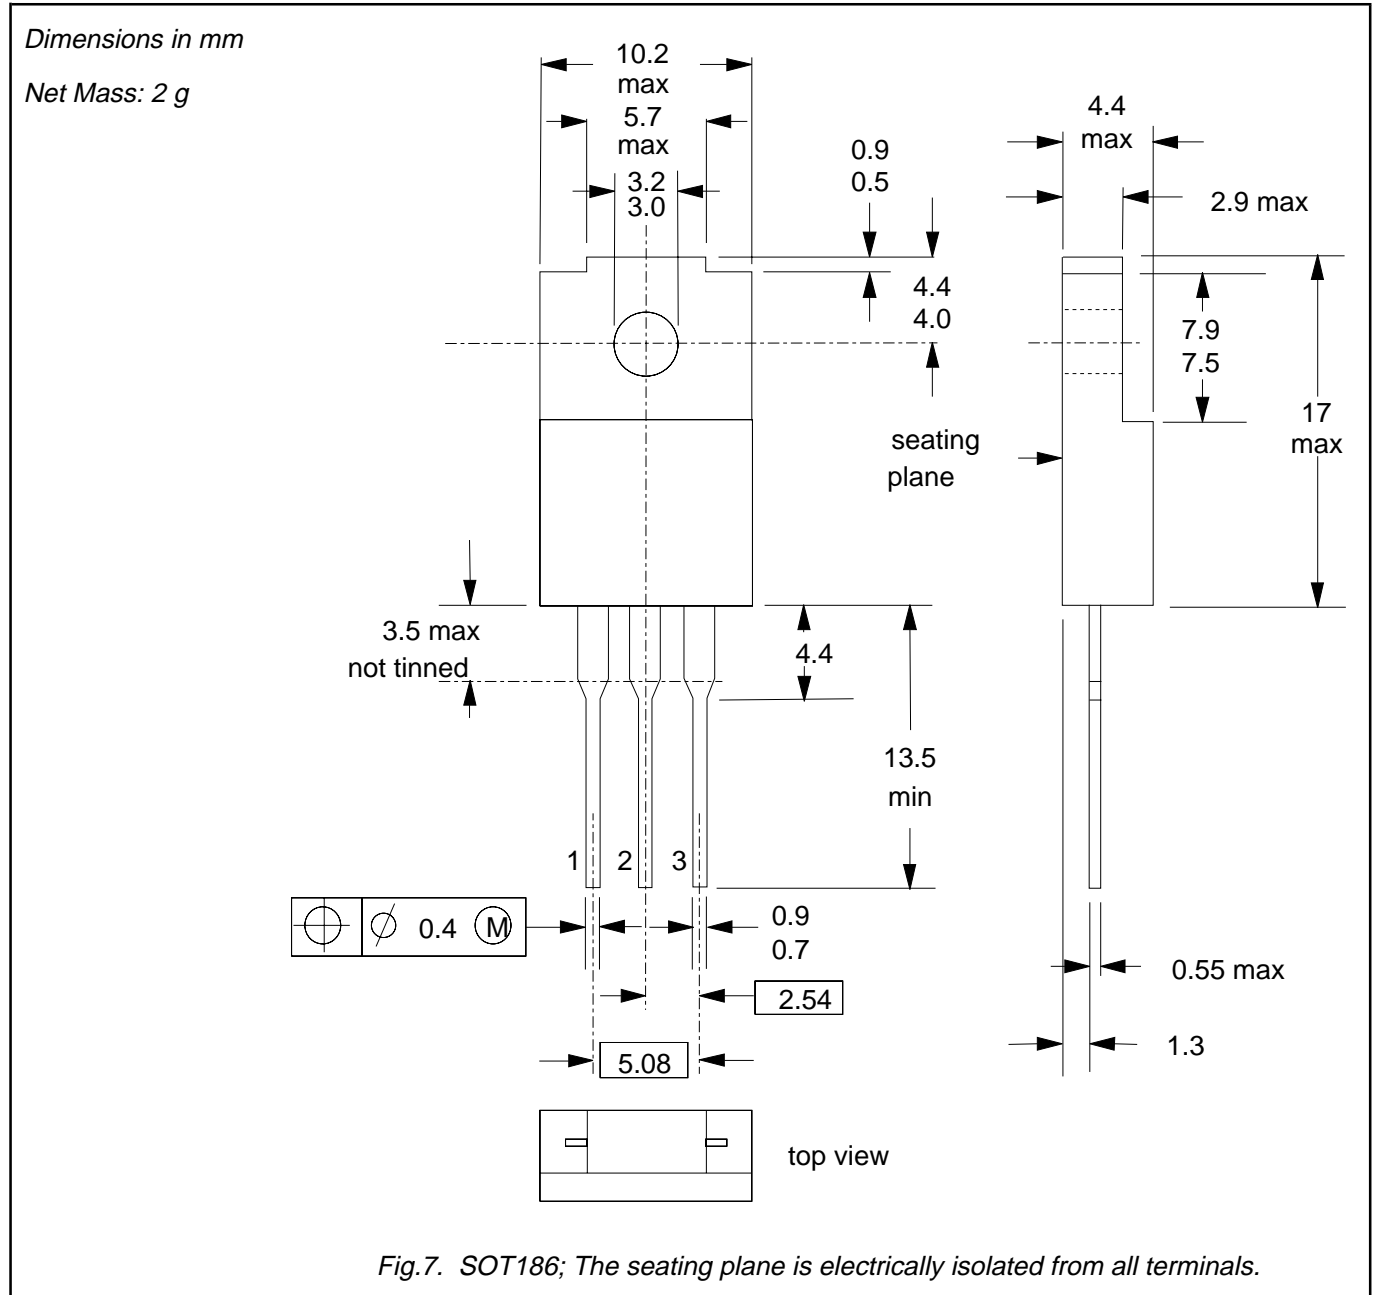 Dimensions in mm
Net Mass: 2 g
10.2
max
5.7
max
3.2
3.0
0.9
0.5
4.4
4.0
4.4
max
2.9 max
7.9
7.5
17
max
seating
plane
3.5 max
not tinned
4.4
13.5
min
1 2 3
0.4 M
0.9
0.7
2.54
5.08
0.55 max
1.3
top view
Fig.7. SOT186; The seating plane is electrically isolated from all terminals.